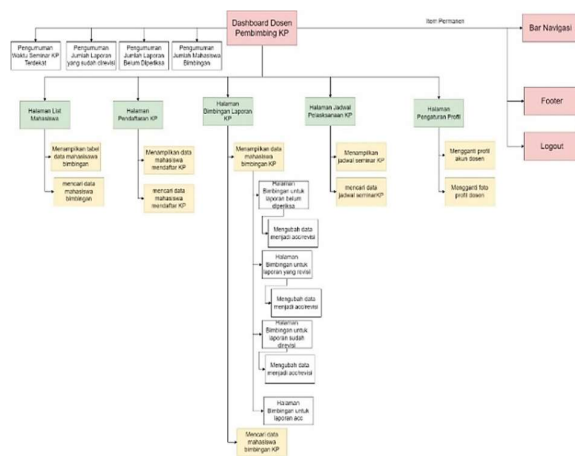 Dashboard Dosen
Pembimbing KP
Item Permanen
Bar Navigasi
Pengumuman
Waktu Seminar KP
Terdekat
Pengumuman
Jumlah Laporan
yang sudah direvisi
Pengumuman
Jumlah Laporan
Belum Diperiksa
Pengumuman
Jumlah Mahasiswa
Bimbingan
Footer
Logout
Halaman List
Mahasiswa
Halaman
Pendaftaran KP
Halaman
Bimbingan Laporan
KP
Halaman Jadwal
Pelaksanaan KP
Halaman
Pengaturan Profil
Menampilkan tabel
data mahasiswa
bimbingan
mencari data
mahasiswa
bimbingan
Menampilkan data
mahasiswa
mendaftar KP
mencari data
mahasiswa
mendaftar KP
Menampilkan data
mahasiswa
bimbingan KP
Menampilkan
jadwal seminar KP
mencari data
jadwal seminarKP
Mengganti profil
akun dosen
Mengganti foto
profil dosen
Halaman
Bimbingan untuk
laporan belum
diperiksa
Mengubah data
menjadi acc/revisi
Halaman
Bimbingan untuk
laporan yang revisi
Mengubah data
menjadi acc/revisi
Halaman
Bimbingan untuk
laporan sudah
direvisi
Mengubah data
menjadi acc/revisi
Halaman
Bimbingan untuk
laporan acc
Mencari data
mahasiswa
bimbingan KP